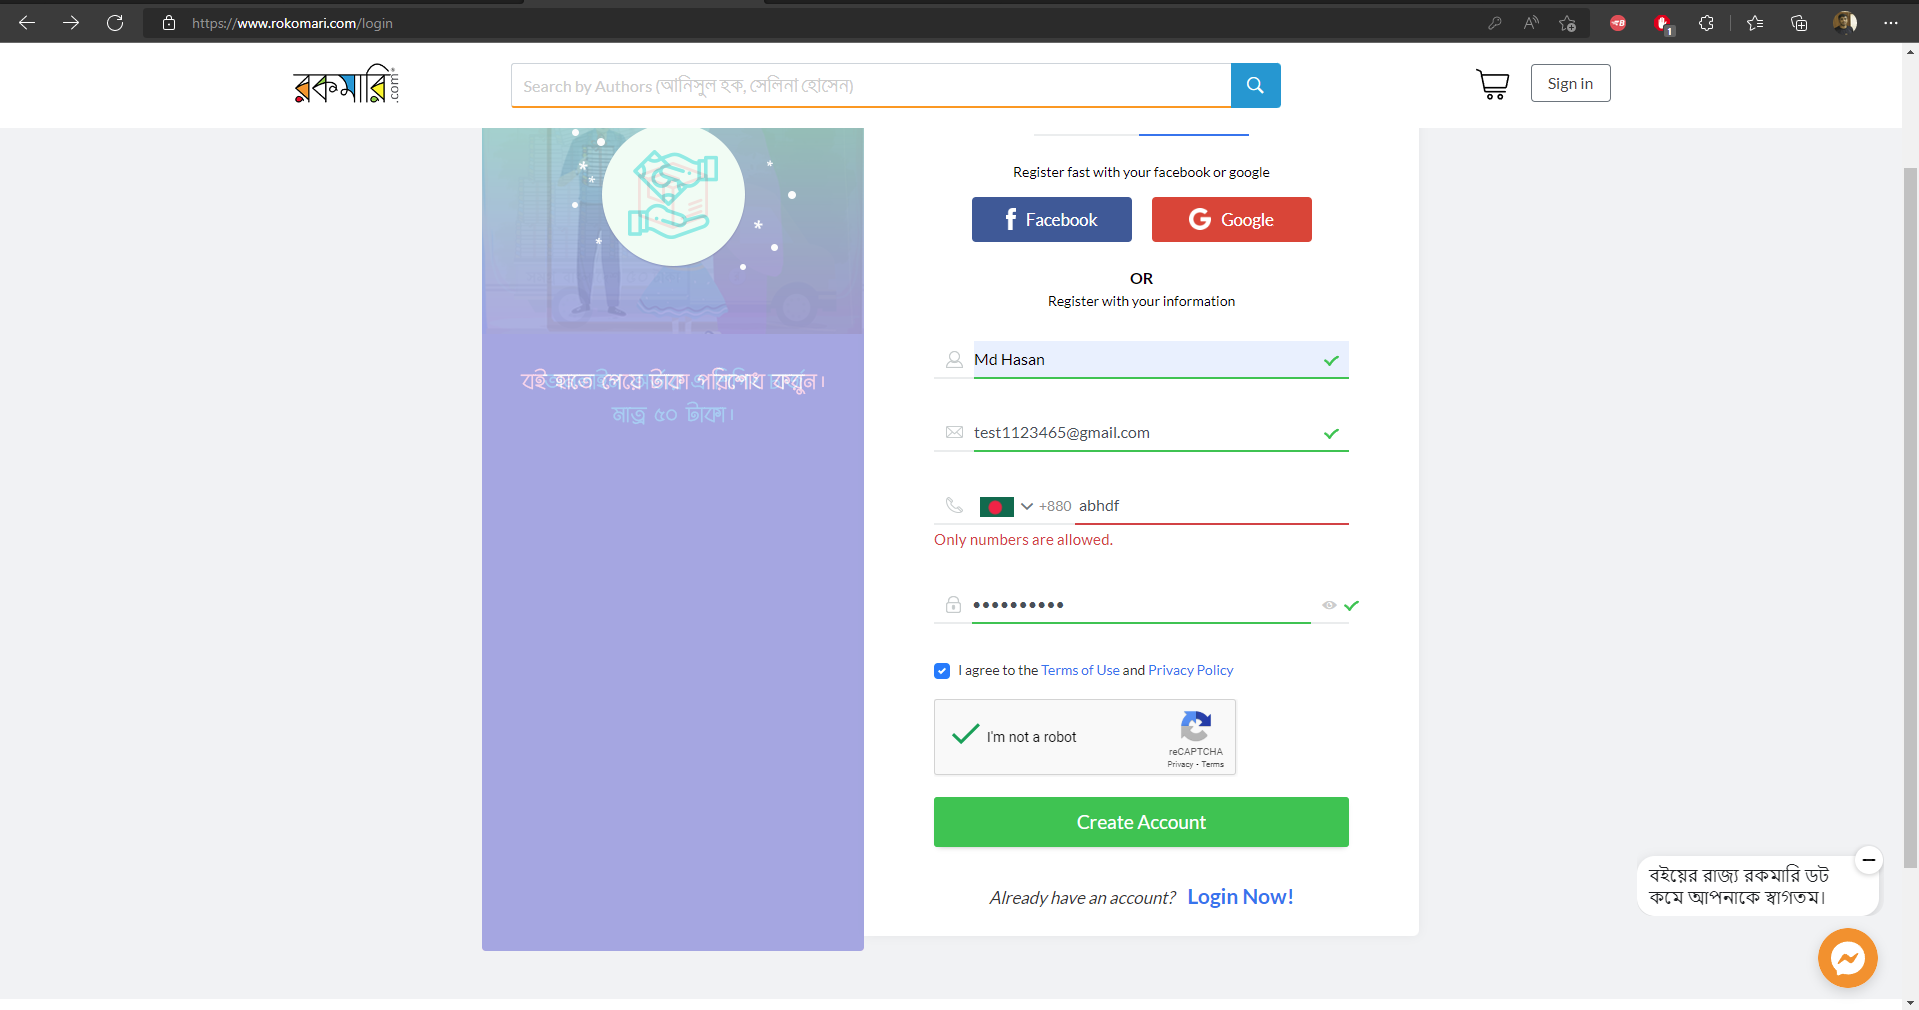 https://www.rokomari.com/login
1
রকমারি.com
Search by Authors (আনিসুল হক, সেলিনা হোসেন)
Sign in
Register fast with your facebook or google
Facebook
Google
OR
Register with your information
Md Hasan
test1123465@gmail.com
+880 abhdf
Only numbers are allowed.
I agree to the Terms of Use and Privacy Policy
I'm not a robot
reCAPTCHA
Privacy - Terms
Create Account
Already have an account? Login Now!
বই হাতে পেয়ে টাকা পরিশোধ করুন।
মাত্র ৫০ টাকা।
বইয়ের রাজ্য রকমারি ডট
কমে আপনাকে স্বাগতম।